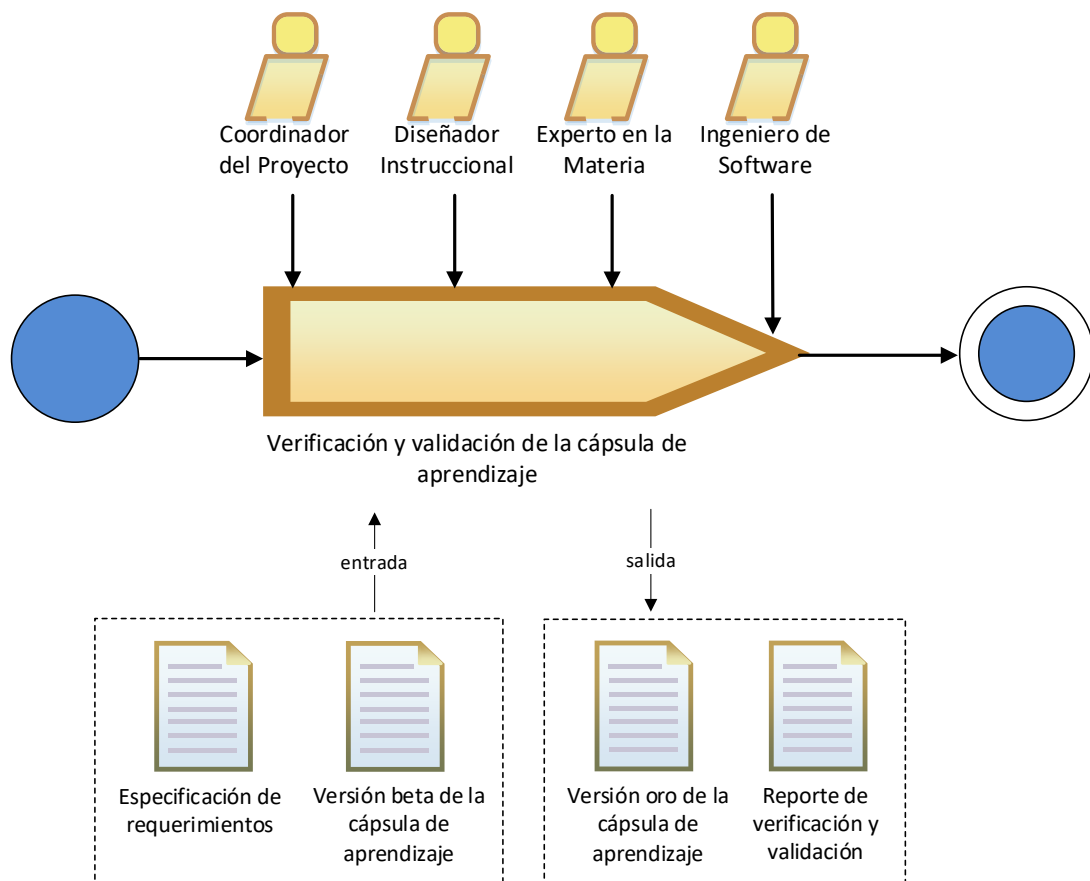 Coordinador
del Proyecto
Diseñador
Instruccional
Experto en la
Materia
Ingeniero de
Software
Verificación y validación de la cápsula de
aprendizaje
entrada
salida
Especificación de
requerimientos
Versión beta de la
cápsula de
aprendizaje
Versión oro de la
cápsula de
aprendizaje
Reporte de
verificación y
validación